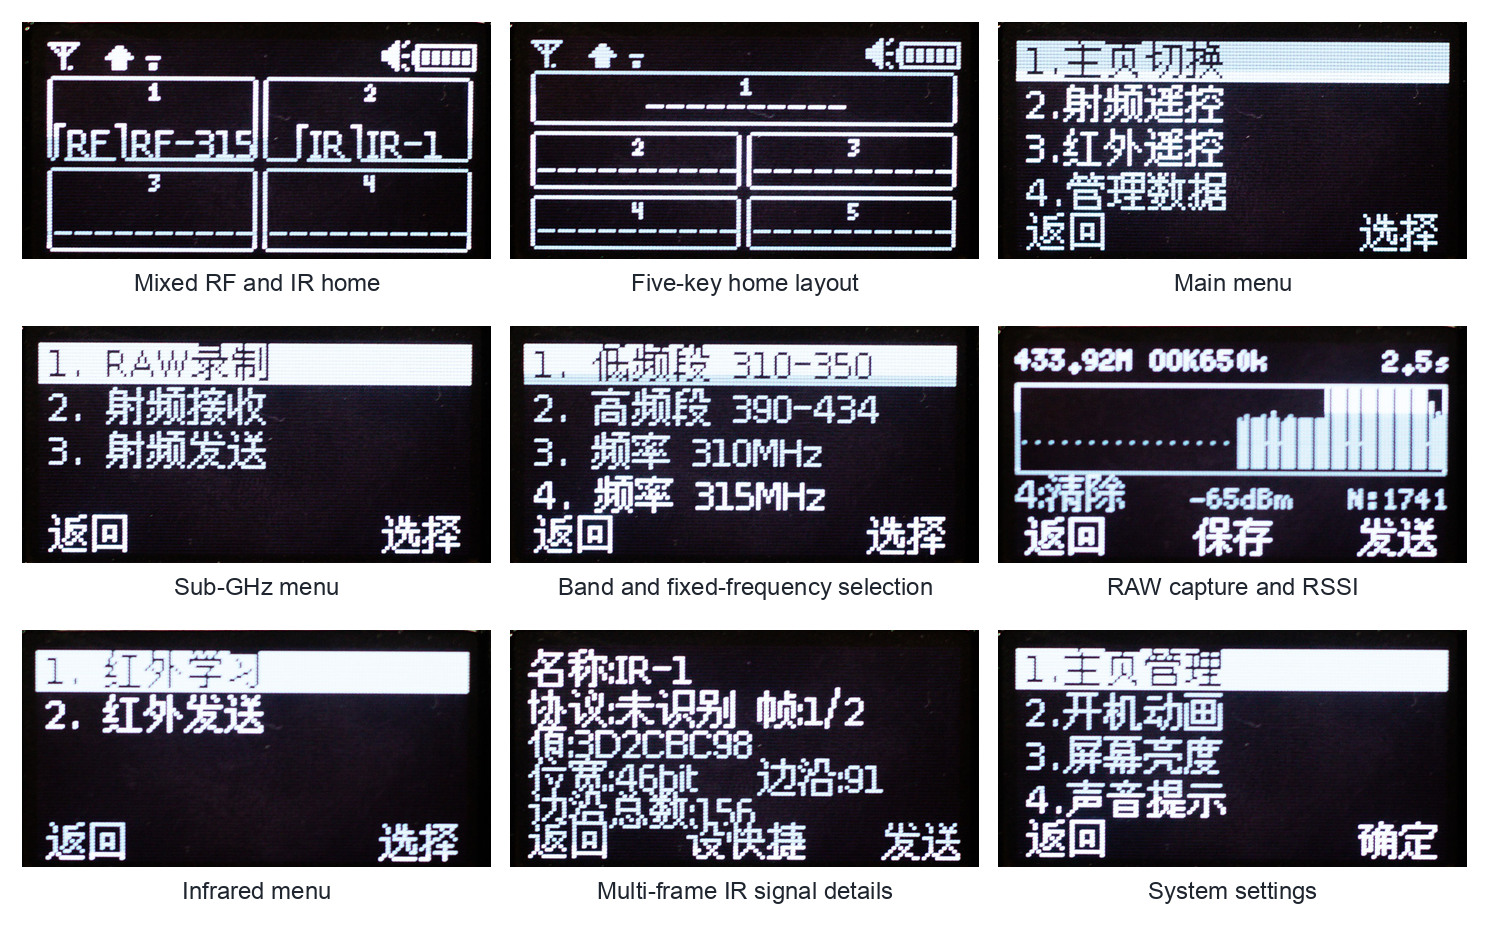 1
2
[RF]RF-315
[IR]IR-1
3
4
----------
----------
Mixed RF and IR home
1
----------
2
3
----------
----------
4
5
----------
----------
Five-key home layout
1.主页切换
2.射频遥控
3.红外遥控
4.管理数据
返回
选择
Main menu
1. RAW录制
2. 射频接收
3. 射频发送
返回
选择
Sub-GHz menu
1. 低频段 310-350
2. 高频段 390-434
3. 频率 310MHz
4. 频率 315MHz
返回
选择
Band and fixed-frequency selection
433.92M OOK650k 2.5s
4:清除 -65dBm N:1741
返回 保存 发送
RAW capture and RSSI
1. 红外学习
2. 红外发送
返回
选择
Infrared menu
名称:IR-1
协议:未识别 帧:1/2
值:3D2CBC98
位宽:46bit 边沿:91
边沿总数:156
返回 设快捷 发送
Multi-frame IR signal details
1.主页管理
2.开机动画
3.屏幕亮度
4.声音提示
返回
确定
System settings